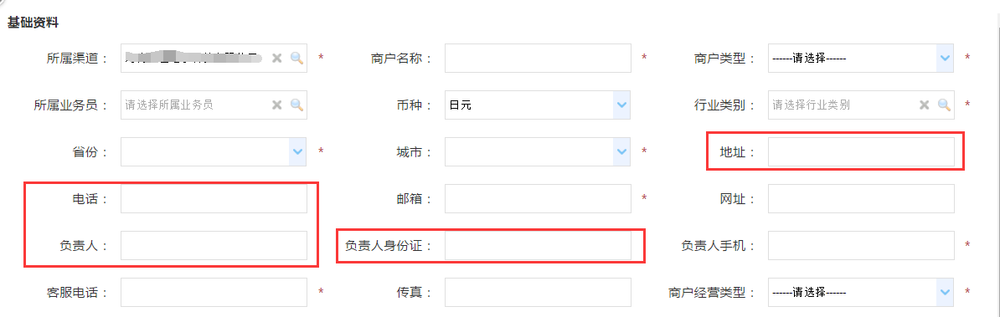 基础资料
所属渠道： * 商户名称： * 商户类型： ------请选择------ *
所属业务员： 请选择所属业务员 币种： 日元 行业类别： 请选择行业类别 *
省份： * 城市： * 地址：
电话： 邮箱： * 网址：
负责人： 负责人身份证： 负责人手机： *
客服电话： * 传真： 商户经营类型： ------请选择------ *